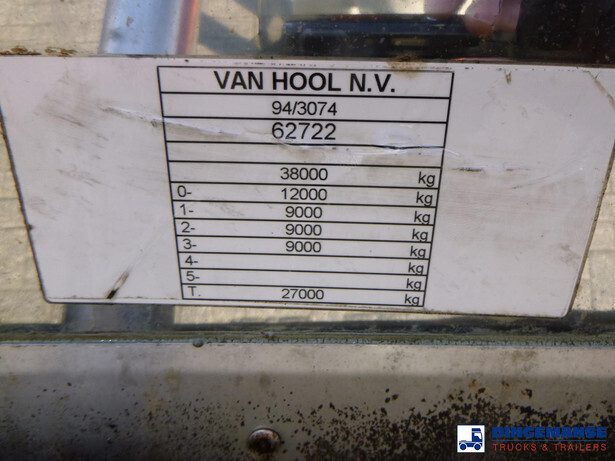 VAN HOOL N.V.
94/3074
62722
38000 kg
0- 12000 kg
1- 9000 kg
2- 9000 kg
3- 9000 kg
4- kg
5- kg
T. 27000 kg
DINGEMANSE
TRUCKS & TRAILERS